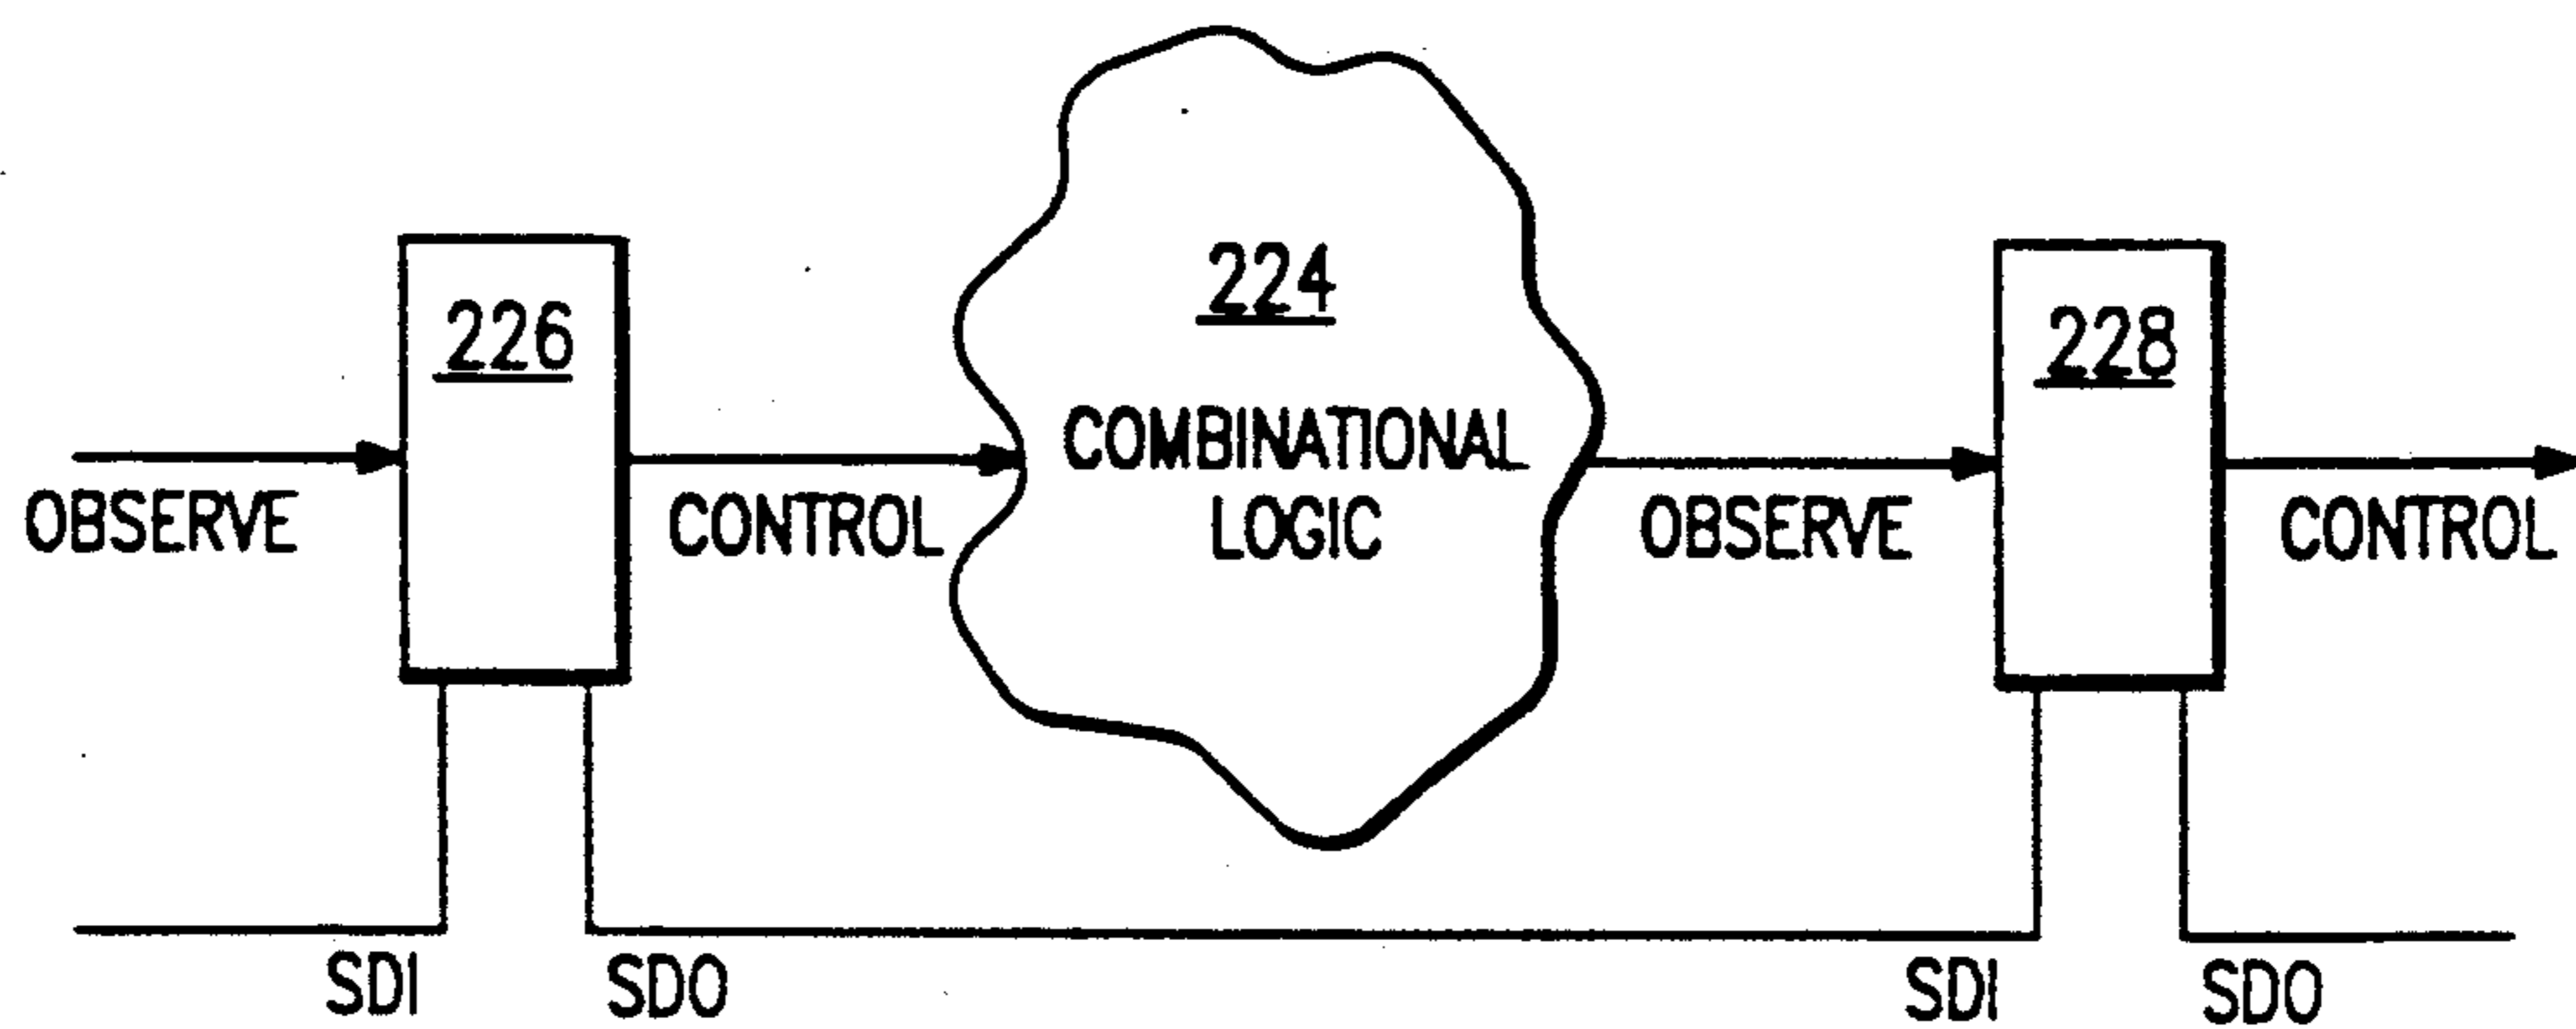 224
226
228
COMBINATIONAL
LOGIC
OBSERVE
CONTROL
OBSERVE
CONTROL
SDI
SDO
SDI
SDO